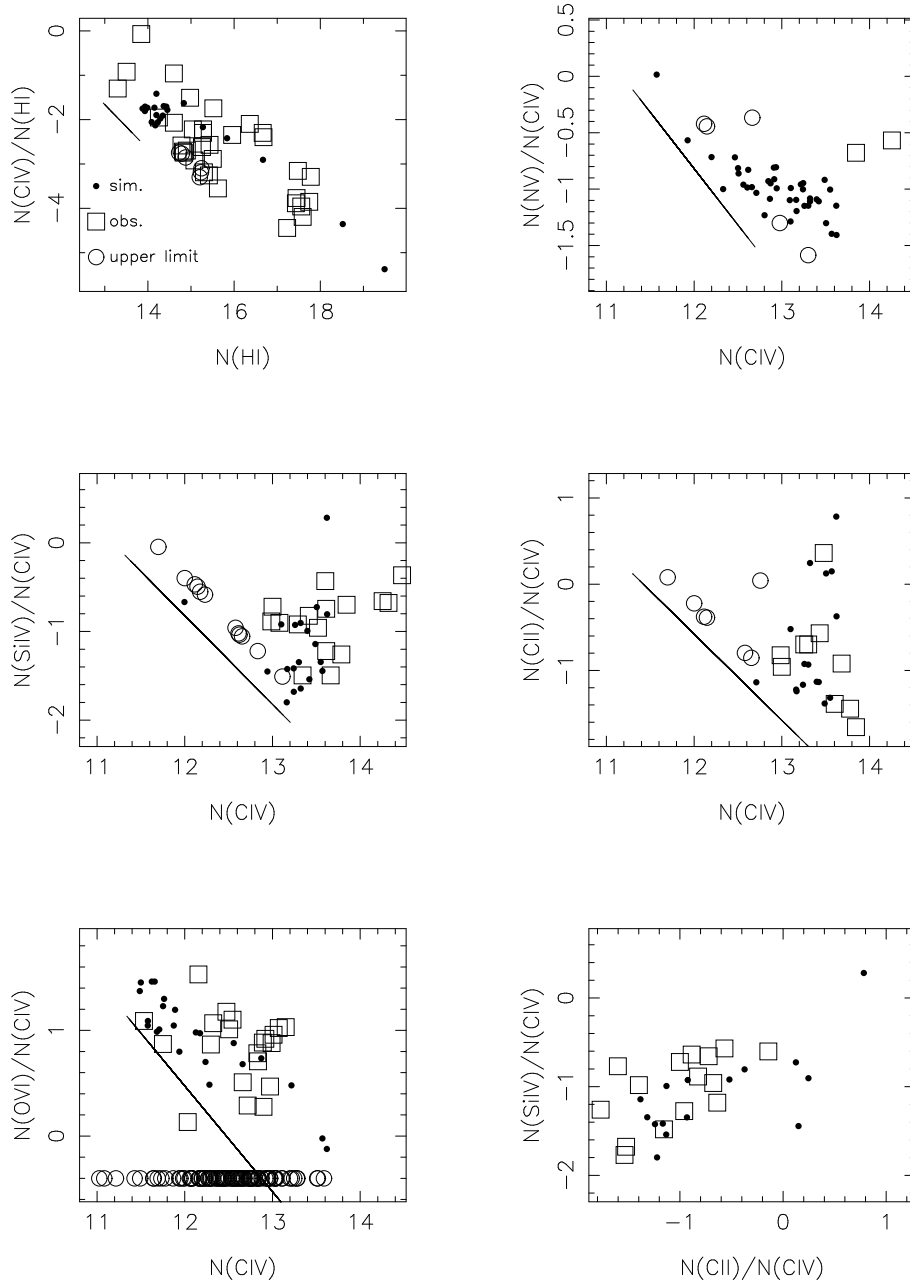 0
−2
−4
N(CIV)/N(HI)
sim.
obs.
upper limit
14 16 18
N(HI)
0.5
0
−0.5
−1
−1.5
N(NV)/N(CIV)
11 12 13 14
N(CIV)
0
−1
−2
N(SiIV)/N(CIV)
11 12 13 14
N(CIV)
1
0
−1
N(CII)/N(CIV)
11 12 13 14
N(CIV)
1
0
N(OVI)/N(CIV)
11 12 13 14
N(CIV)
0
−1
−2
N(SiIV)/N(CIV)
−1 0 1
N(CII)/N(CIV)